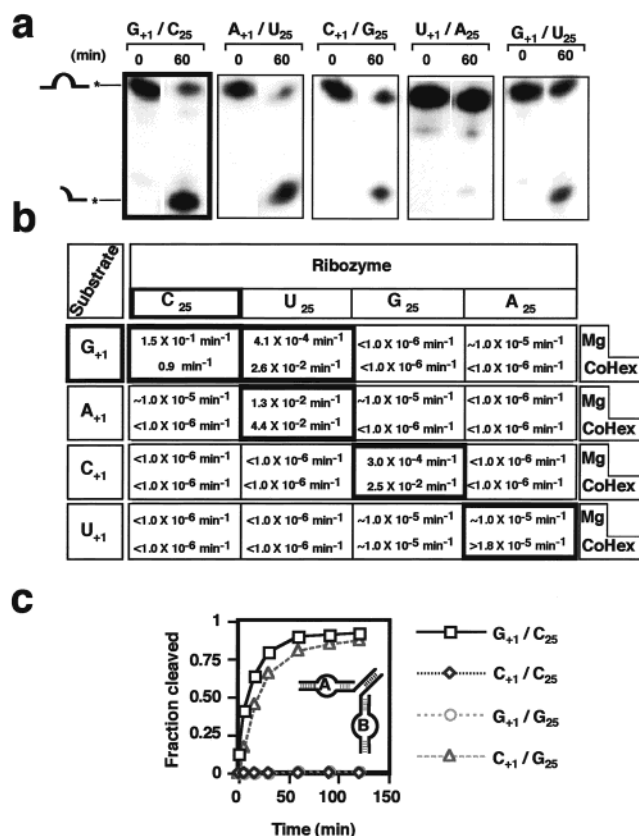 a
G+1 / C25 A+1 / U25 C+1 / G25 U+1 / A25 G+1 / U25
(min) 0 60 0 60 0 60 0 60 0 60
*
*
b
Substrate
Ribozyme
C 25 U 25 G 25 A 25
1.5 X 10-1 min-1 4.1 X 10-4 min-1 <1.0 X 10-6 min-1 ~1.0 X 10-5 min-1 Mg
G+1
0.9 min-1 2.6 X 10-2 min-1 <1.0 X 10-6 min-1 <1.0 X 10-6 min-1 CoHex
~1.0 X 10-5 min-1 1.3 X 10-2 min-1 ~1.0 X 10-5 min-1 <1.0 X 10-6 min-1 Mg
A+1
<1.0 X 10-6 min-1 4.4 X 10-2 min-1 <1.0 X 10-6 min-1 <1.0 X 10-6 min-1 CoHex
<1.0 X 10-6 min-1 <1.0 X 10-6 min-1 3.0 X 10-4 min-1 <1.0 X 10-6 min-1 Mg
C+1
<1.0 X 10-6 min-1 <1.0 X 10-6 min-1 2.5 X 10-2 min-1 <1.0 X 10-6 min-1 CoHex
<1.0 X 10-6 min-1 <1.0 X 10-6 min-1 ~1.0 X 10-5 min-1 ~1.0 X 10-5 min-1 Mg
U+1
<1.0 X 10-6 min-1 <1.0 X 10-6 min-1 ~1.0 X 10-5 min-1 >1.8 X 10-5 min-1 CoHex
c
Fraction cleaved
1
0.75
0.50
0.25
0
0 50 100 150
Time (min)
A
B
G+1 / C25
C+1 / C25
G+1 / G25
C+1 / G25